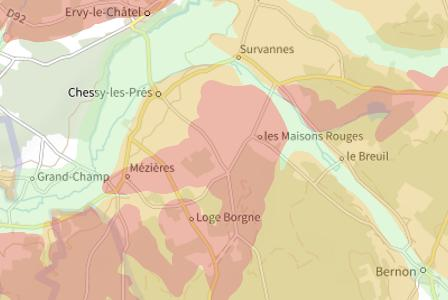 D92
Ervy-le-Châtel
Survannes
Chessy-les-Prés
les Maisons Rouges
le Breuil
Mézières
Grand-Champ
Loge Borgne
Bernon